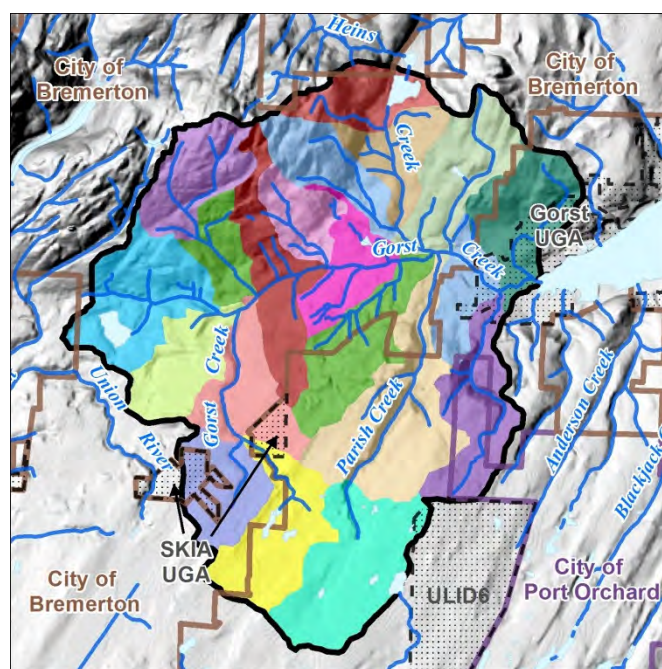 Heins
City of
Bremerton
City of
Bremerton
Creek
Gorst
UGA
Gorst
Creek
Creek
Union
River
Gorst
Parish Creek
Anderson Creek
Blackjack
SKIA
UGA
City of
Bremerton
ULID6
City of
Port Orchard